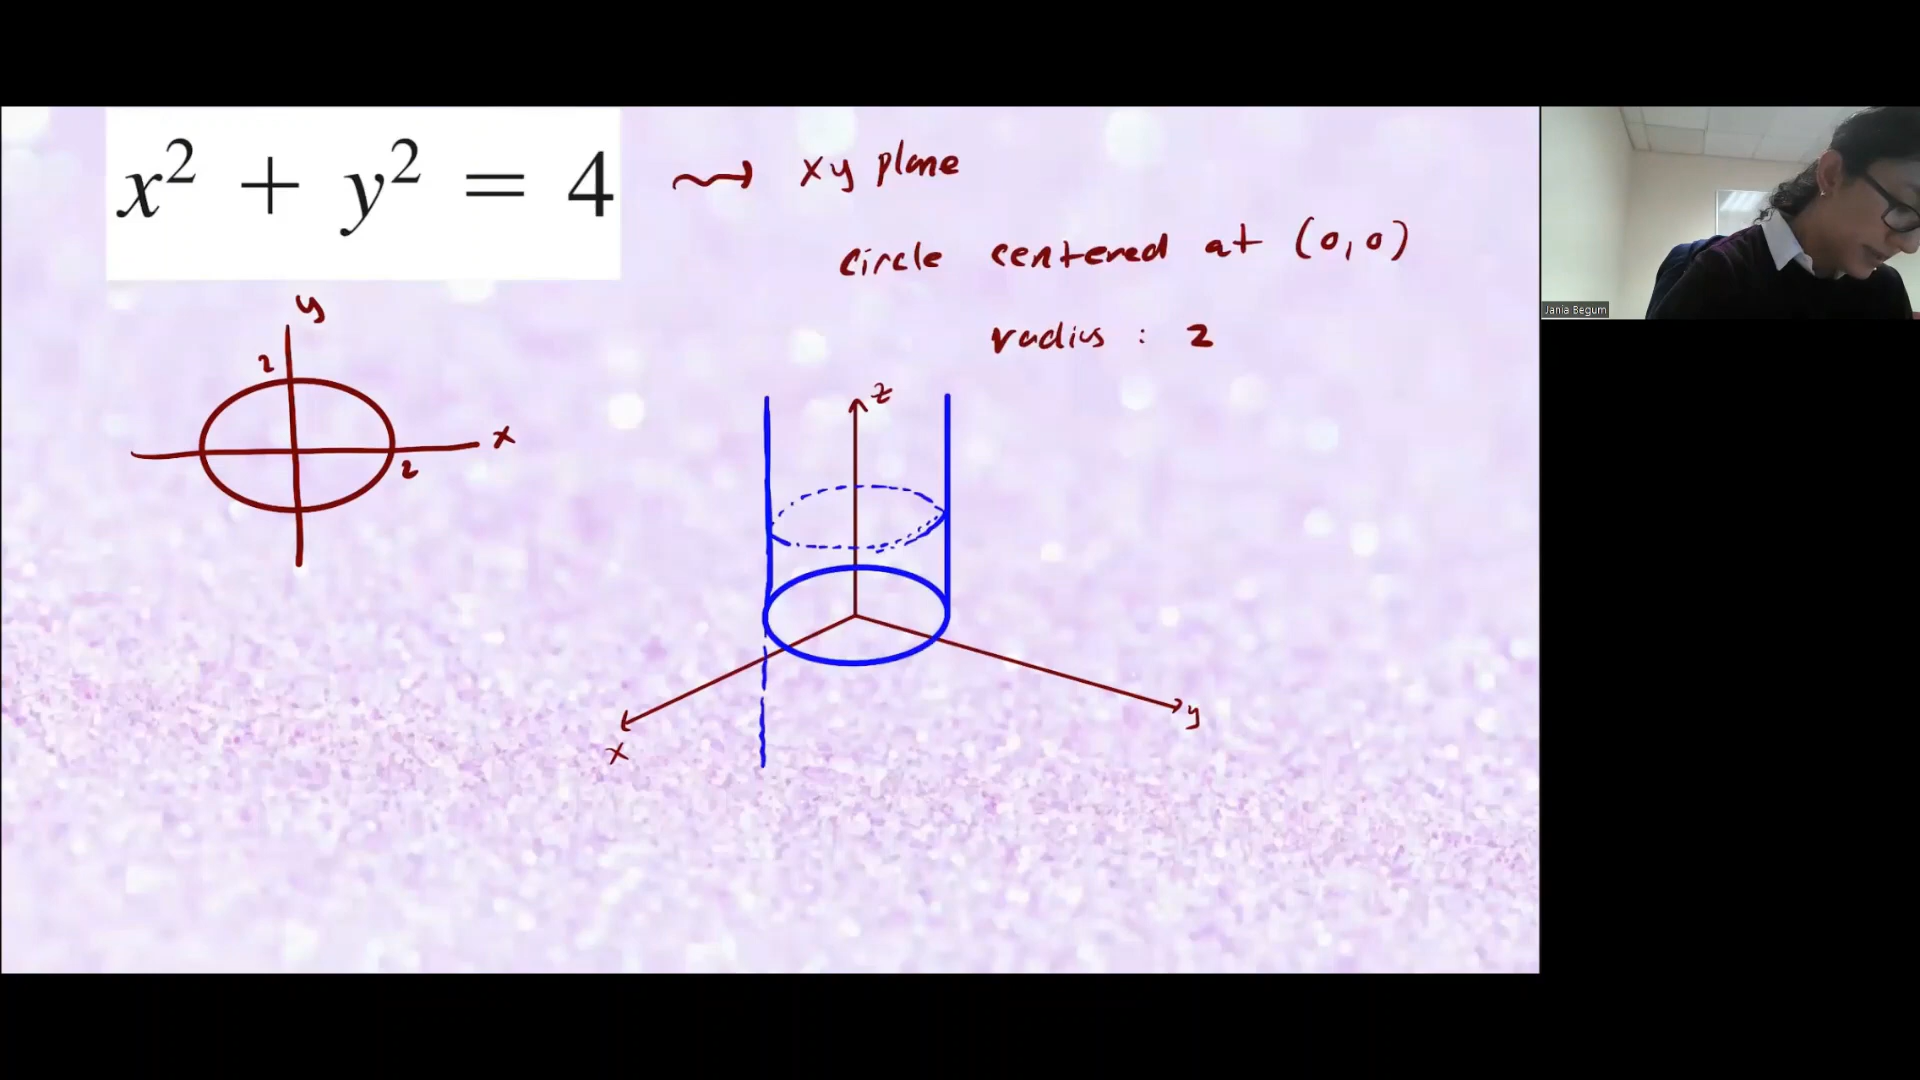 x² + y² = 4
xy plane
circle centered at (0,0)
radius : 2
y
2
x
2
z
x
y
Jania Begum